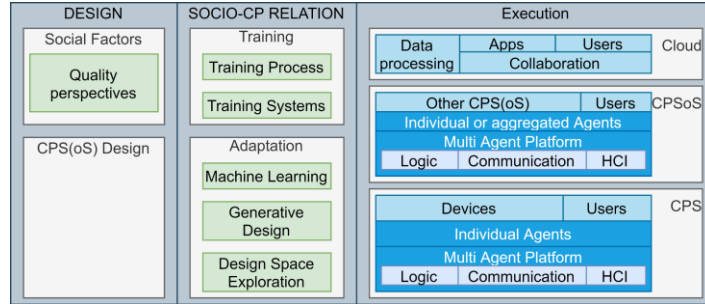 DESIGN
Social Factors
Quality
perspectives
CPS(oS) Design
SOCIO-CP RELATION
Training
Training Process
Training Systems
Adaptation
Machine Learning
Generative
Design
Design Space
Exploration
Execution
Data
processing
Apps
Users
Collaboration
Cloud
Other CPS(oS)
Users
CPSoS
Individual or aggregated Agents
Multi Agent Platform
Logic
Communication
HCI
Devices
Users
CPS
Individual Agents
Multi Agent Platform
Logic
Communication
HCI